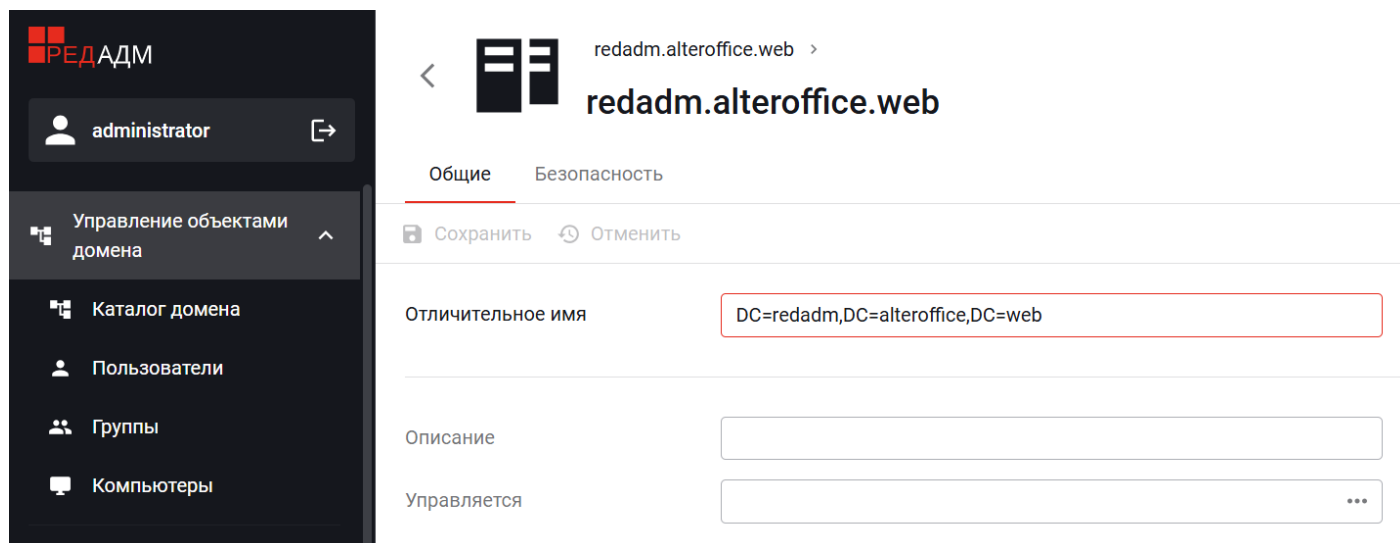 РЕДАДМ
administrator
Управление объектами
домена
Каталог домена
Пользователи
Группы
Компьютеры
redadm.alteroffice.web
redadm.alteroffice.web
Общие Безопасность
Сохранить Отменить
Отличительное имя DC=redadm,DC=alteroffice,DC=web
Описание
Управляется